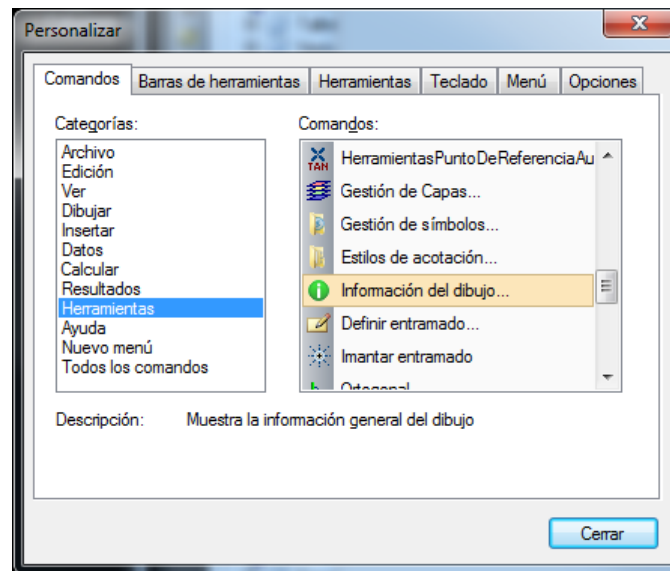 Personalizar
Comandos Barras de herramientas Herramientas Teclado Menú Opciones
Categorías:
Archivo
Edición
Ver
Dibujar
Insertar
Datos
Calcular
Resultados
Herramientas
Ayuda
Nuevo menú
Todos los comandos
Comandos:
TAN HerramientasPuntoDeReferenciaAu
Gestión de Capas...
Gestión de símbolos...
Estilos de acotación...
Información del dibujo...
Definir entramado...
Imantar entramado
Ortogonal
Descripción: Muestra la información general del dibujo
Cerrar